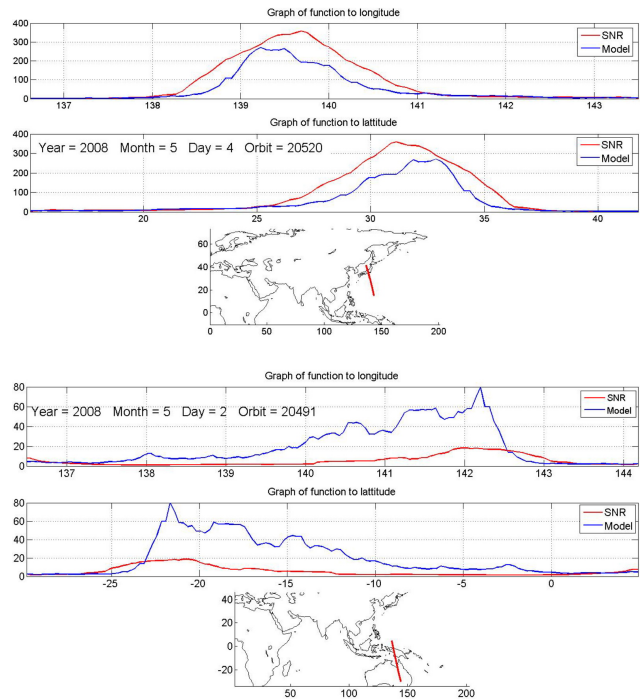 Graph of function to longitude
400
300
200
100
0
SNR
Model
137 138 139 140 141 142 143
Graph of function to lattitude
400
300
200
100
0
Year = 2008 Month = 5 Day = 4 Orbit = 20520
SNR
Model
20 25 30 35 40
60
40
20
0
0 50 100 150 200
Graph of function to longitude
80
60
40
20
0
Year = 2008 Month = 5 Day = 2 Orbit = 20491
SNR
Model
137 138 139 140 141 142 143 144
Graph of function to lattitude
80
60
40
20
0
SNR
Model
-25 -20 -15 -10 -5 0
40
20
0
-20
50 100 150 200